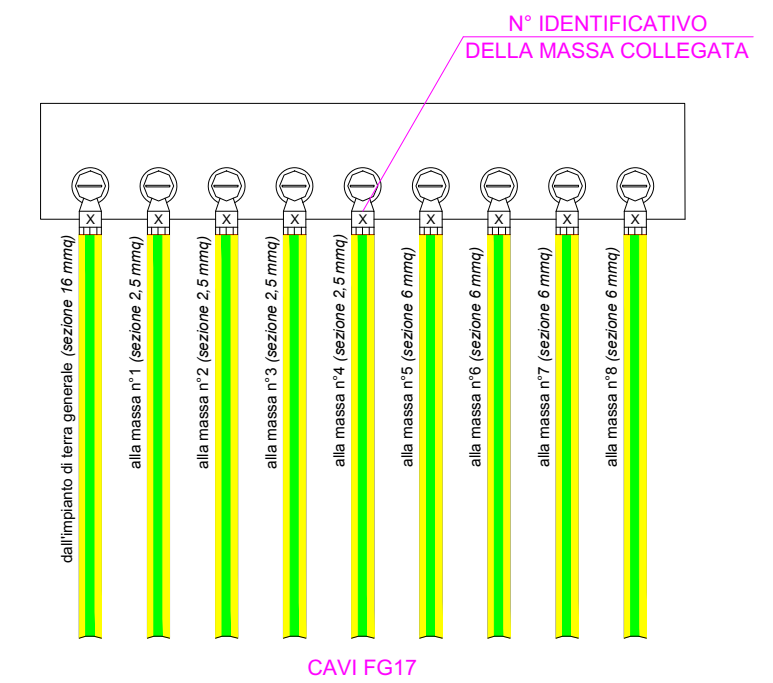 N° IDENTIFICATIVO
DELLA MASSA COLLEGATA
X X X X X X X X X
dall'impianto di terra generale (sezione 16 mmq)
alla massa n°1 (sezione 2,5 mmq)
alla massa n°2 (sezione 2,5 mmq)
alla massa n°3 (sezione 2,5 mmq)
alla massa n°4 (sezione 2,5 mmq)
alla massa n°5 (sezione 6 mmq)
alla massa n°6 (sezione 6 mmq)
alla massa n°7 (sezione 6 mmq)
alla massa n°8 (sezione 6 mmq)
CAVI FG17